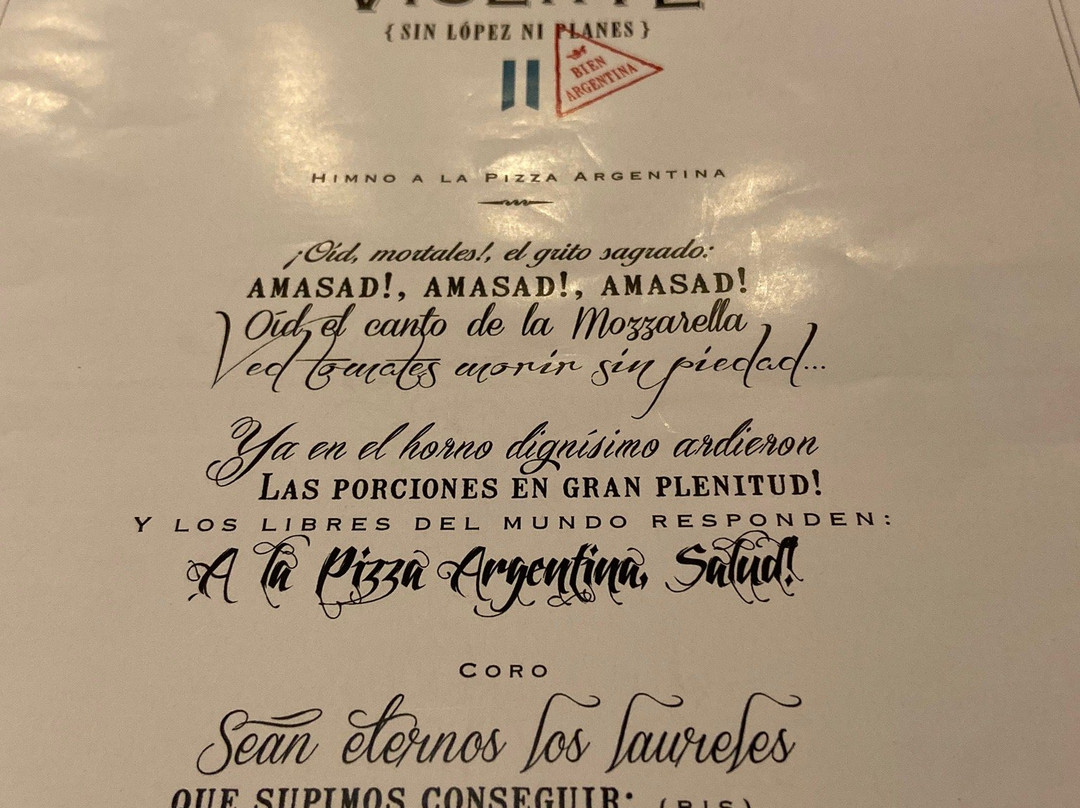 VICENTE
{ SIN LÓPEZ NI PLANES }
BIEN
ARGENTINA
HIMNO A LA PIZZA ARGENTINA
¡Oíd, mortales!, el grito sagrado:
AMASAD!, AMASAD!, AMASAD!
Oíd el canto de la Mozzarella
Ved tomates morir sin piedad...
Ya en el horno dignísimo ardieron
LAS PORCIONES EN GRAN PLENITUD!
Y LOS LIBRES DEL MUNDO RESPONDEN:
A la Pizza Argentina, Salud!
CORO
Sean eternos los laureles
QUE SUPIMOS CONSEGUIR: (BIS)